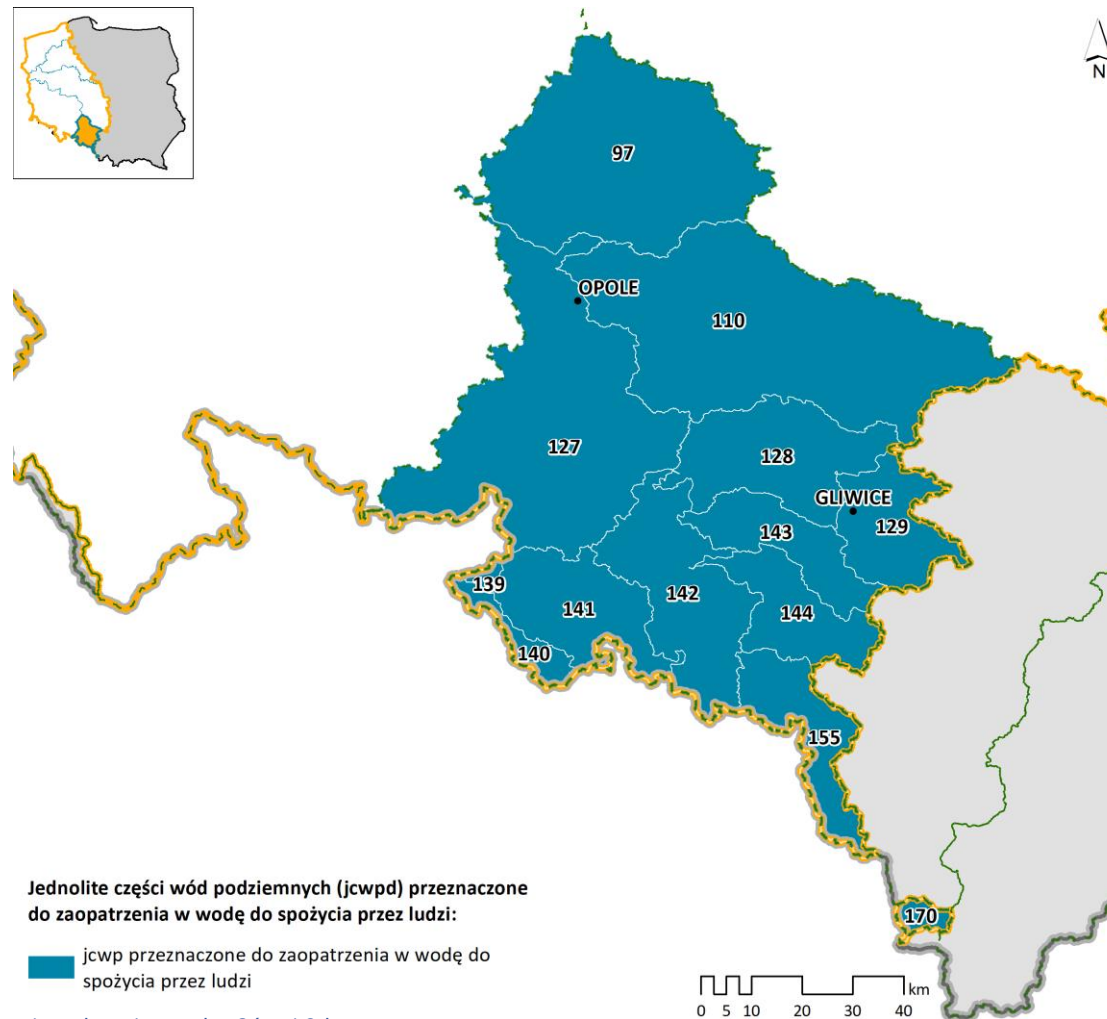 N
97
OPOLE
110
127
128
GLIWICE
129
143
139
142
141
144
140
155
170
Jednolite części wód podziemnych (jcwpd) przeznaczone
do zaopatrzenia w wodę do spożycia przez ludzi:
jcwp przeznaczone do zaopatrzenia w wodę do
spożycia przez ludzi
km
0 5 10 20 30 40